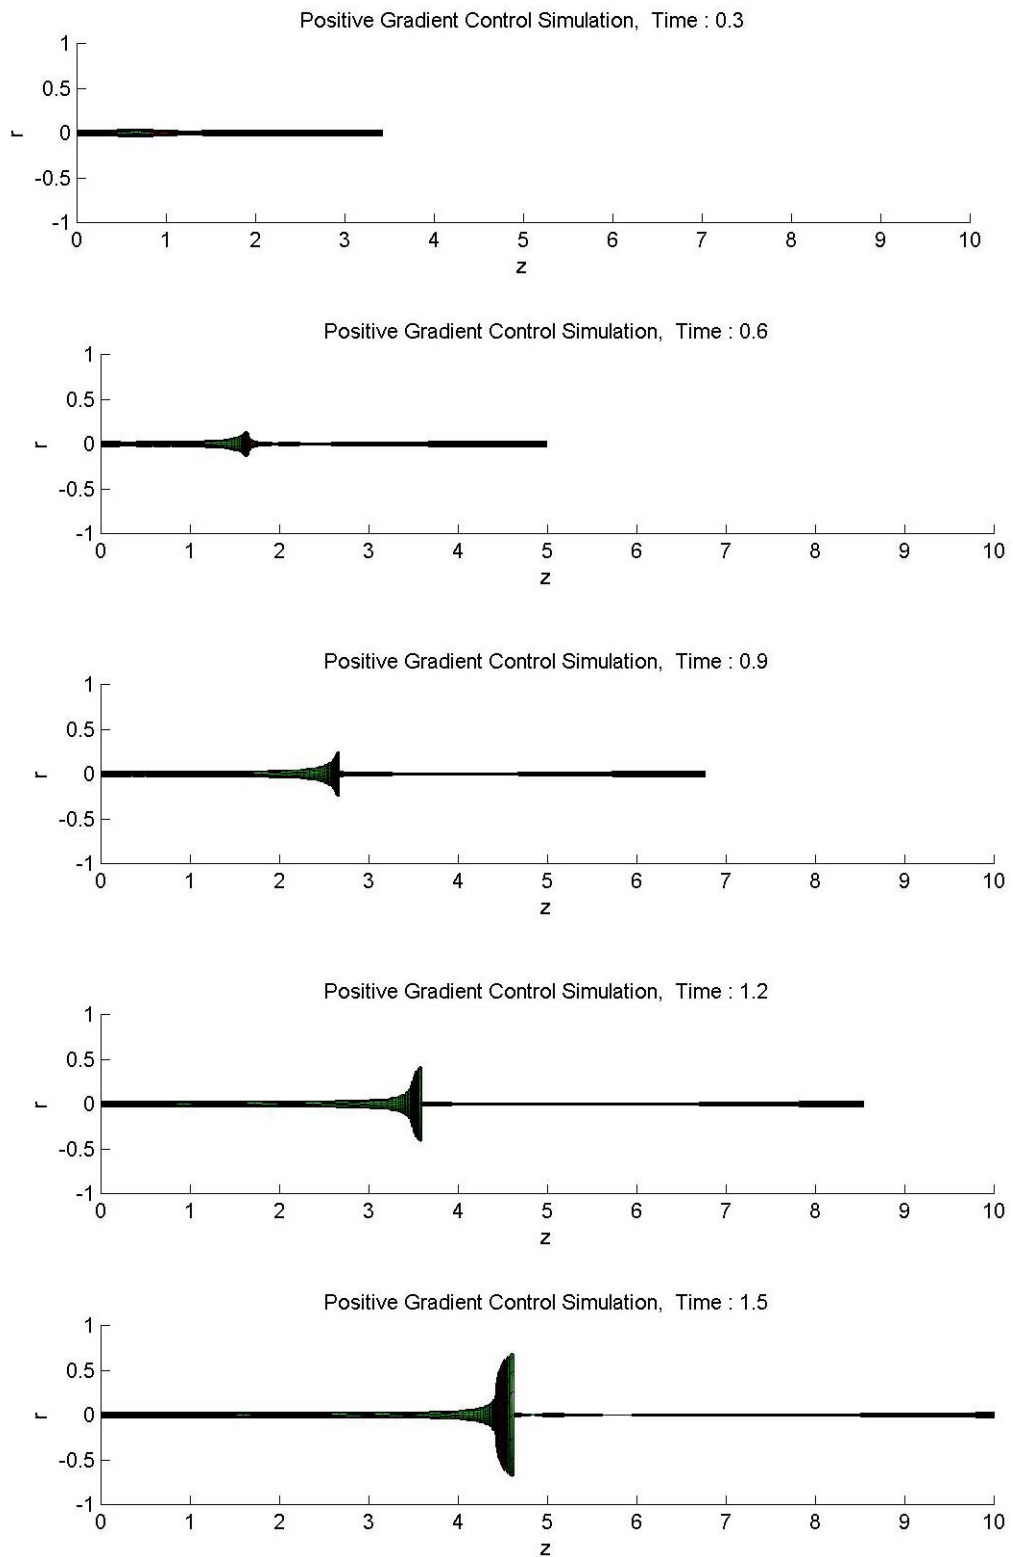 Positive Gradient Control Simulation, Time : 0.3
1
0.5
0
-0.5
-1
r
0 1 2 3 4 5 6 7 8 9 10
z
Positive Gradient Control Simulation, Time : 0.6
1
0.5
0
-0.5
-1
r
0 1 2 3 4 5 6 7 8 9 10
z
Positive Gradient Control Simulation, Time : 0.9
1
0.5
0
-0.5
-1
r
0 1 2 3 4 5 6 7 8 9 10
z
Positive Gradient Control Simulation, Time : 1.2
1
0.5
0
-0.5
-1
r
0 1 2 3 4 5 6 7 8 9 10
z
Positive Gradient Control Simulation, Time : 1.5
1
0.5
0
-0.5
-1
r
0 1 2 3 4 5 6 7 8 9 10
z